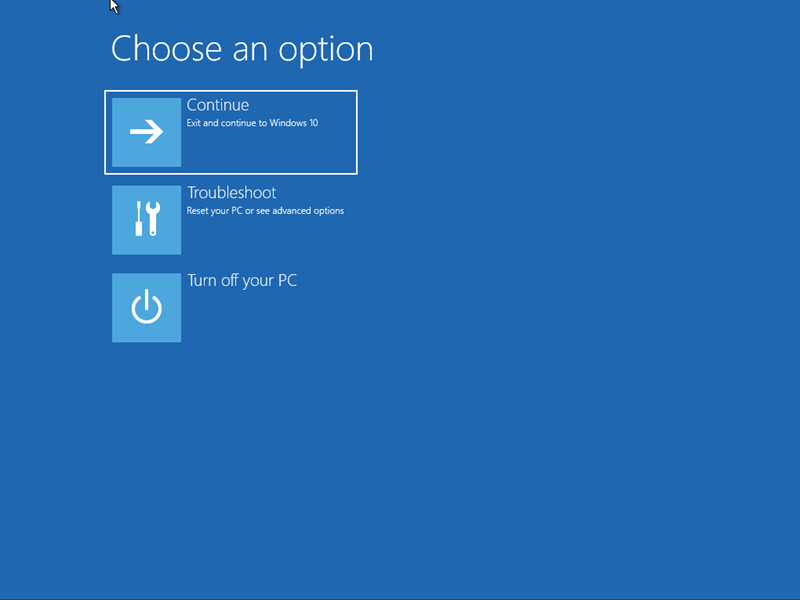 Choose an option
Continue
Exit and continue to Windows 10
Troubleshoot
Reset your PC or see advanced options
Turn off your PC